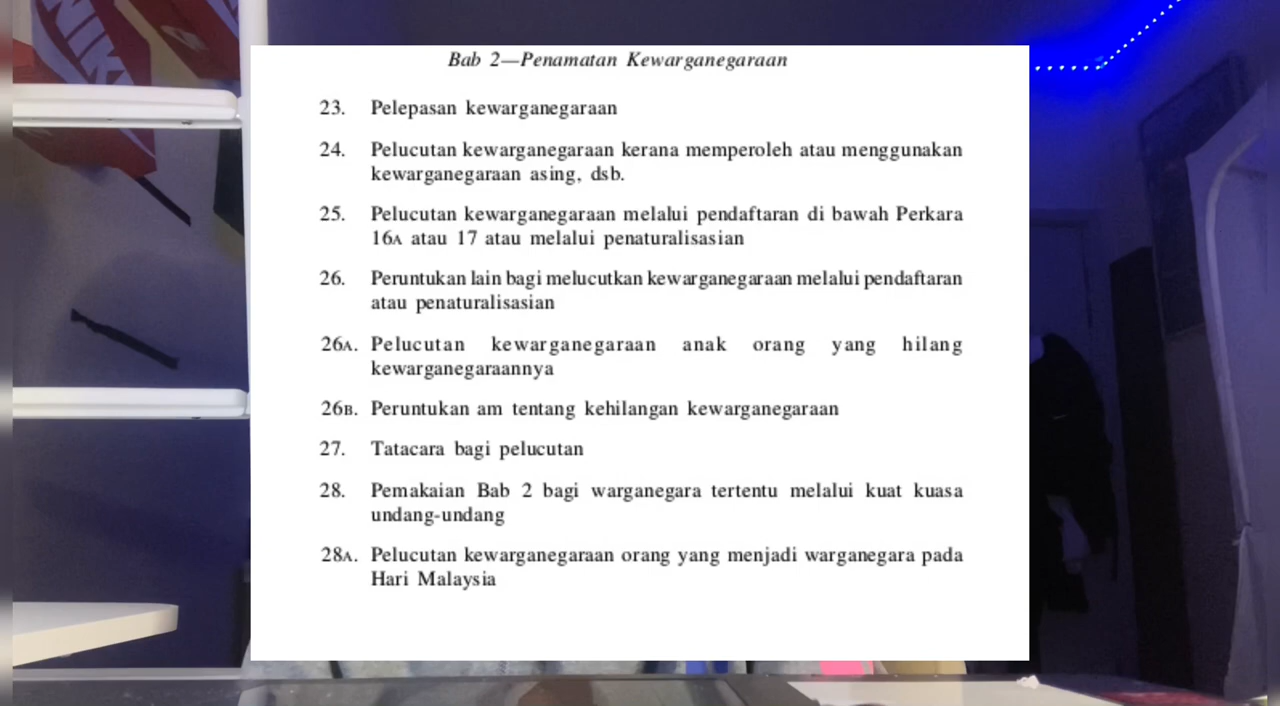 NIKE
Bab 2—Penamatan Kewarganegaraan
23. Pelepasan kewarganegaraan
24. Pelucutan kewarganegaraan kerana memperoleh atau menggunakan
kewarganegaraan asing, dsb.
25. Pelucutan kewarganegaraan melalui pendaftaran di bawah Perkara
16A atau 17 atau melalui penaturalisasian
26. Peruntukan lain bagi melucutkan kewarganegaraan melalui pendaftaran
atau penaturalisasian
26A. Pelucutan kewarganegaraan anak orang yang hilang
kewarganegaraannya
26B. Peruntukan am tentang kehilangan kewarganegaraan
27. Tatacara bagi pelucutan
28. Pemakaian Bab 2 bagi warganegara tertentu melalui kuat kuasa
undang-undang
28A. Pelucutan kewarganegaraan orang yang menjadi warganegara pada
Hari Malaysia